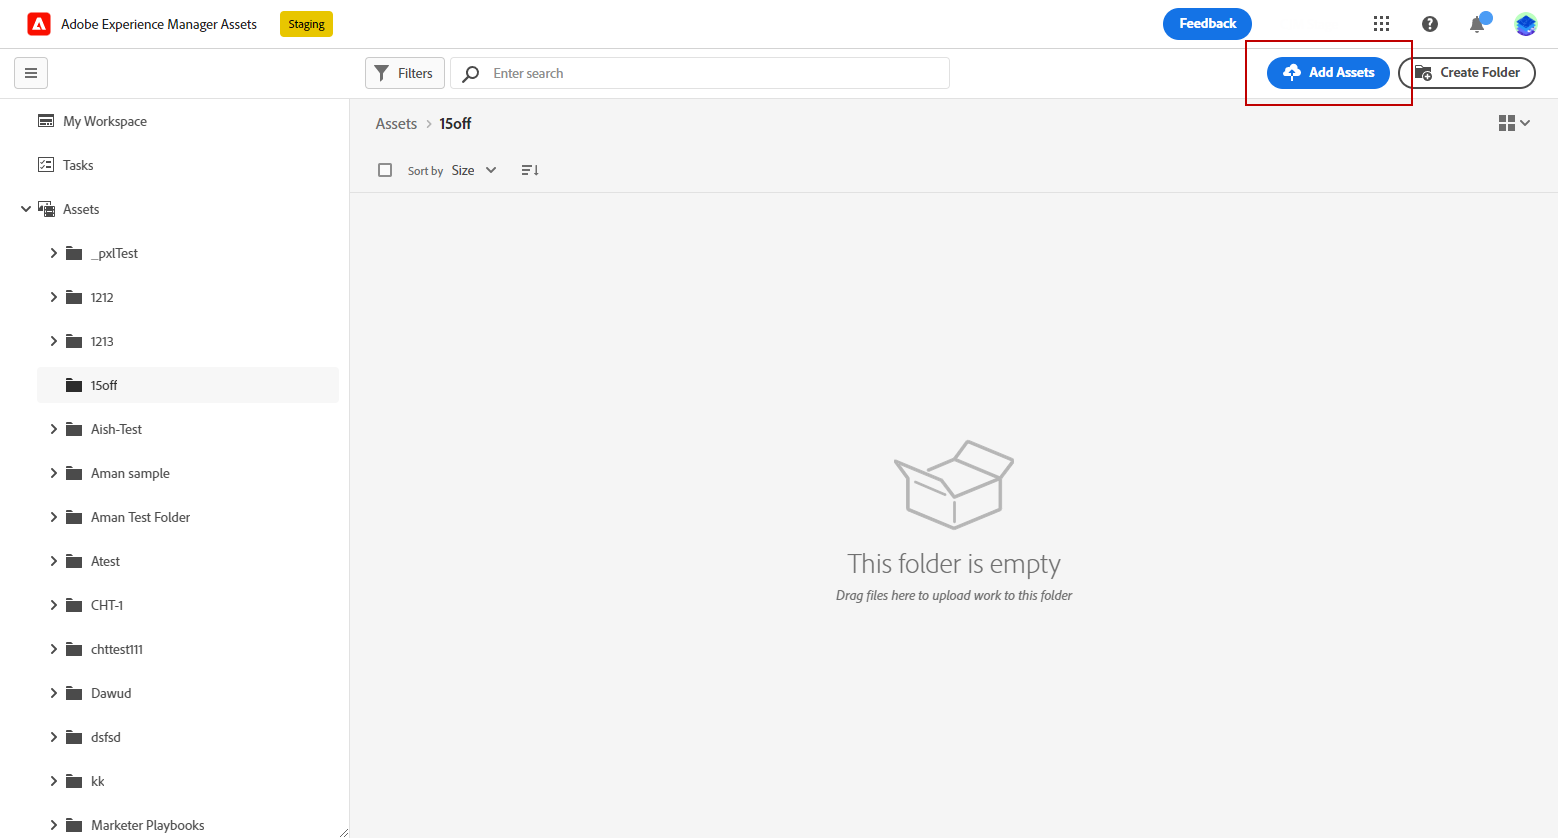 Adobe Experience Manager Assets
Staging
Feedback
Filters
Enter search
Add Assets
Create Folder
My Workspace
Tasks
Assets
_pxlTest
1212
1213
15off
Aish-Test
Aman sample
Aman Test Folder
Atest
CHT-1
chttest111
Dawud
dsfsd
kk
Marketer Playbooks
Assets > 15off
Sort by Size
This folder is empty
Drag files here to upload work to this folder